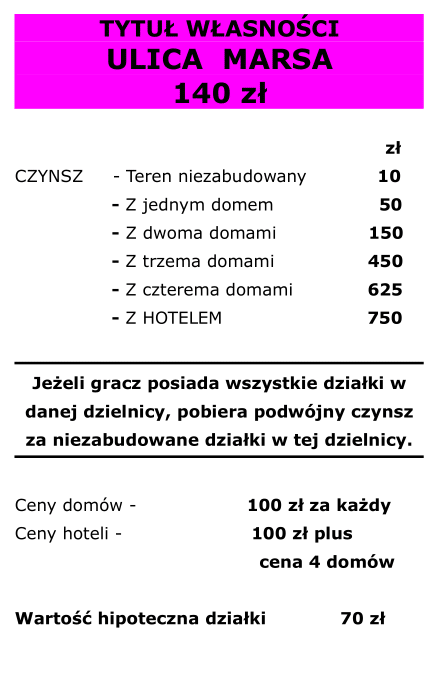 TYTUŁ WŁASNOŚCI
ULICA MARSA
140 zł
zł
CZYNSZ - Teren niezabudowany 10
- Z jednym domem 50
- Z dwoma domami 150
- Z trzema domami 450
- Z czterema domami 625
- Z HOTELEM 750
Jeżeli gracz posiada wszystkie działki w
danej dzielnicy, pobiera podwójny czynsz
za niezabudowane działki w tej dzielnicy.
Ceny domów - 100 zł za każdy
Ceny hoteli - 100 zł plus
cena 4 domów
Wartość hipoteczna działki 70 zł